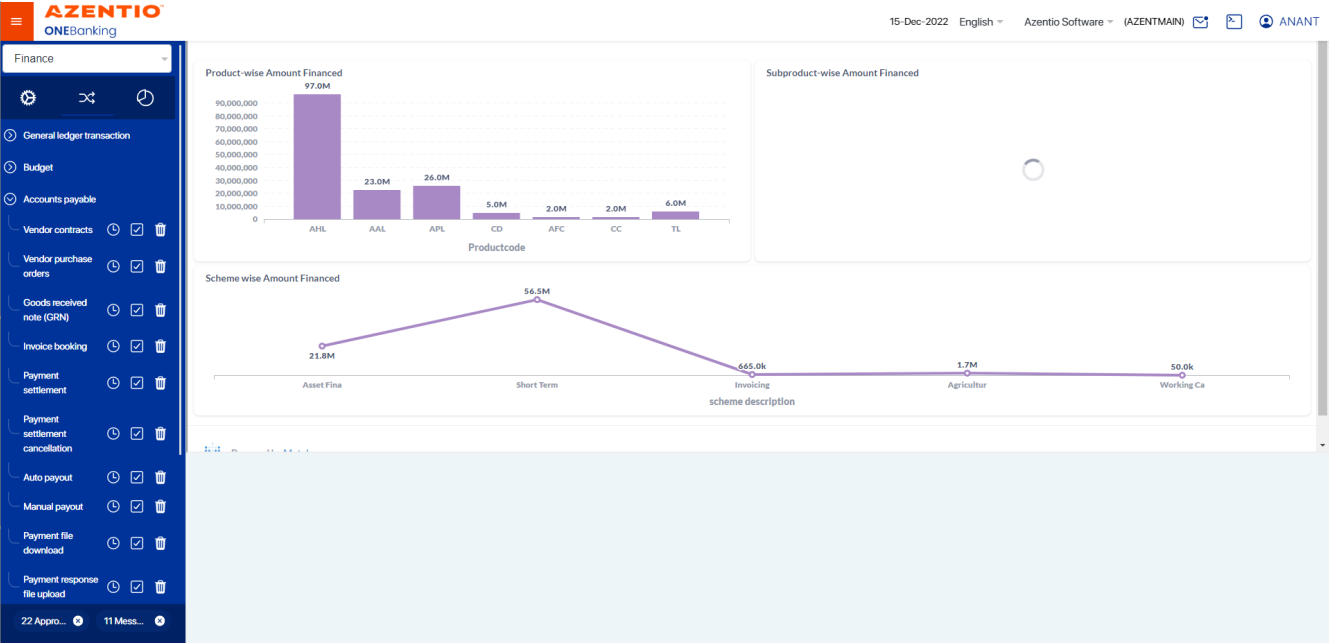 AZENTIO
ONEBanking
15-Dec-2022 English Azentio Software (AZENTMAIN) ANANT
Finance
General ledger transaction
Budget
Accounts payable
Vendor contracts
Vendor purchase
orders
Goods received
note (GRN)
Invoice booking
Payment
settlement
Payment
settlement
cancellation
Auto payout
Manual payout
Payment file
download
Payment response
file upload
22 Appro...
11 Mess...
Product-wise Amount Financed
97.0M
90,000,000
80,000,000
70,000,000
60,000,000
50,000,000
40,000,000
30,000,000
20,000,000
10,000,000
0
23.0M
26.0M
5.0M
2.0M
2.0M
6.0M
AHL AAL APL CD AFC CC TL
Productcode
Subproduct-wise Amount Financed
Scheme wise Amount Financed
56.5M
21.8M
665.0k
1.7M
50.0k
Asset Fina Short Term Invoicing Agricultur Working Ca
scheme description